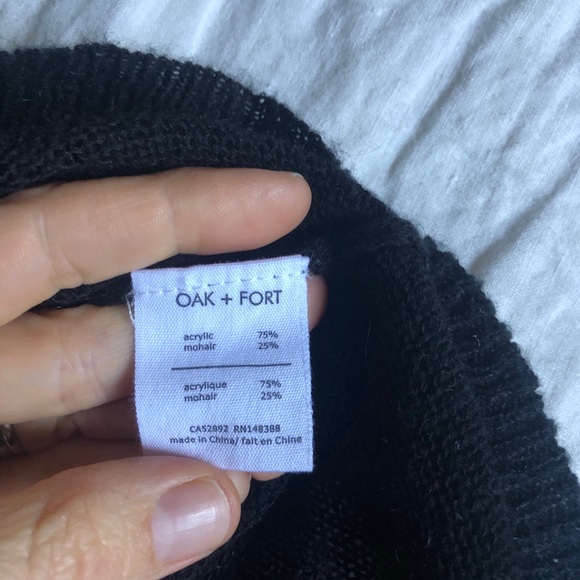 OAK + FORT
acrylic 75%
mohair 25%
acrylique 75%
mohair 25%
CA52892 RN148388
made in China/ fait en Chine